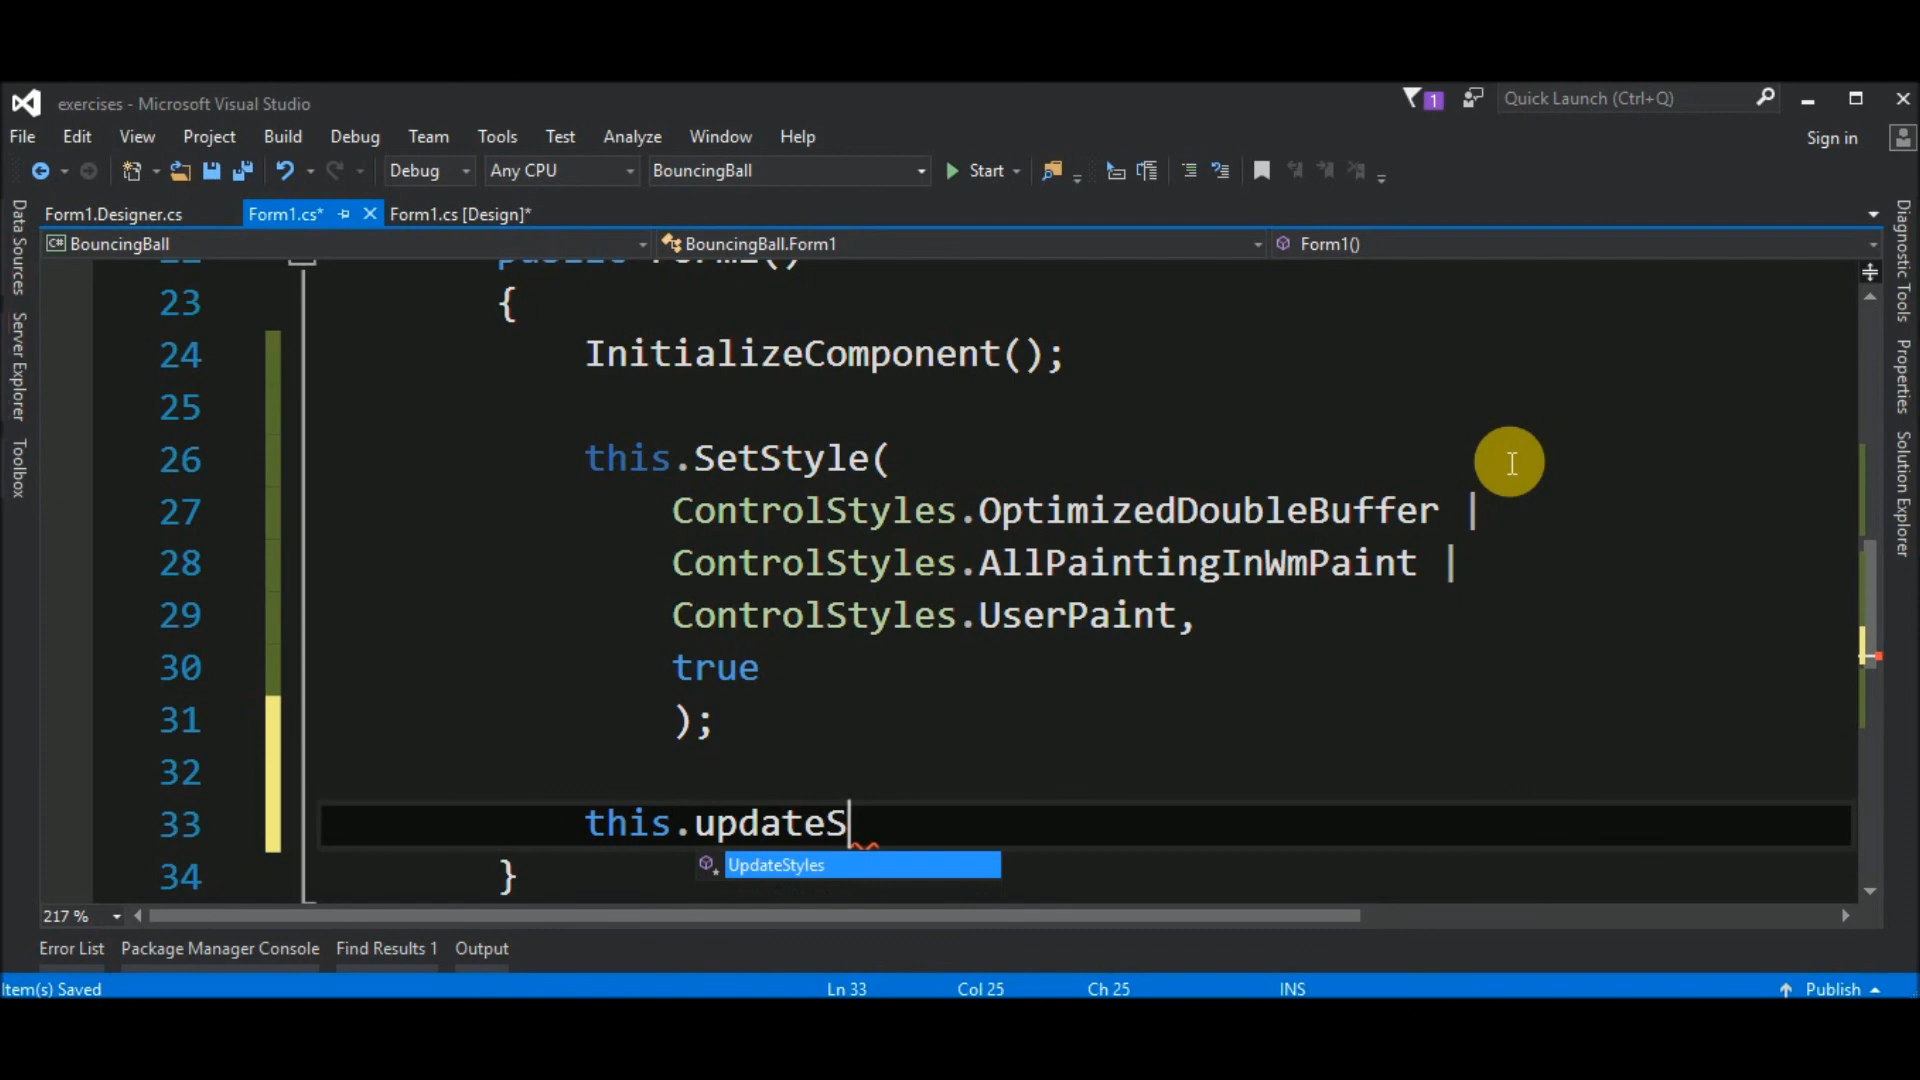 exercises - Microsoft Visual Studio
1
Quick Launch (Ctrl+Q)
File Edit View Project Build Debug Team Tools Test Analyze Window Help
Sign in
Debug Any CPU BouncingBall Start
Form1.Designer.cs Form1.cs* Form1.cs [Design]*
C# BouncingBall BouncingBall.Form1 Form1()
Data Sources
Server Explorer
Toolbox
Diagnostic Tools
Properties
Solution Explorer
22 public Form1()
23 {
24 InitializeComponent();
25
26 this.SetStyle(
27 ControlStyles.OptimizedDoubleBuffer |
28 ControlStyles.AllPaintingInWmPaint |
29 ControlStyles.UserPaint,
30 true
31 );
32
33 this.updateS
UpdateStyles
34 }
217 %
Error List Package Manager Console Find Results 1 Output
Item(s) Saved Ln 33 Col 25 Ch 25 INS Publish